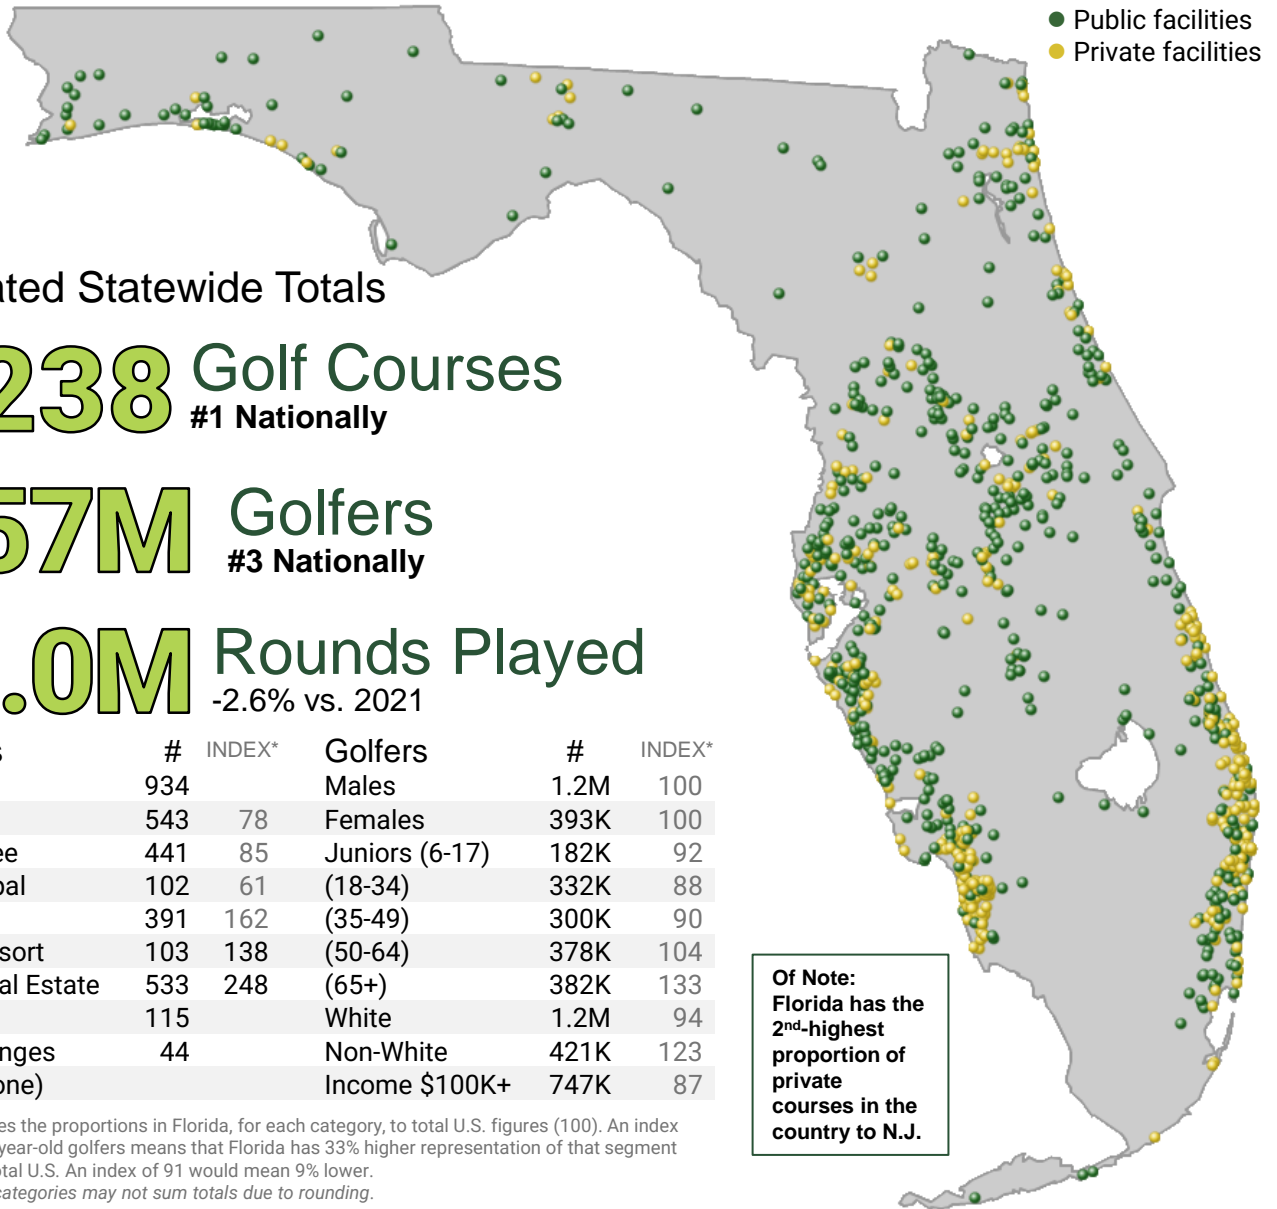 Public facilities
Private facilities
ated Statewide Totals
238 Golf Courses
#1 Nationally
57M Golfers
#3 Nationally
.0M Rounds Played
-2.6% vs. 2021
s # INDEX* Golfers # INDEX*
934 Males 1.2M 100
543 78 Females 393K 100
ee 441 85 Juniors (6-17) 182K 92
pal 102 61 (18-34) 332K 88
391 162 (35-49) 300K 90
sort 103 138 (50-64) 378K 104
al Estate 533 248 (65+) 382K 133
115 White 1.2M 94
nges 44 Non-White 421K 123
one) Income $100K+ 747K 87
es the proportions in Florida, for each category, to total U.S. figures (100). An index
year-old golfers means that Florida has 33% higher representation of that segment
otal U.S. An index of 91 would mean 9% lower.
categories may not sum totals due to rounding.
Of Note:
Florida has the
2nd-highest
proportion of
private
courses in the
country to N.J.